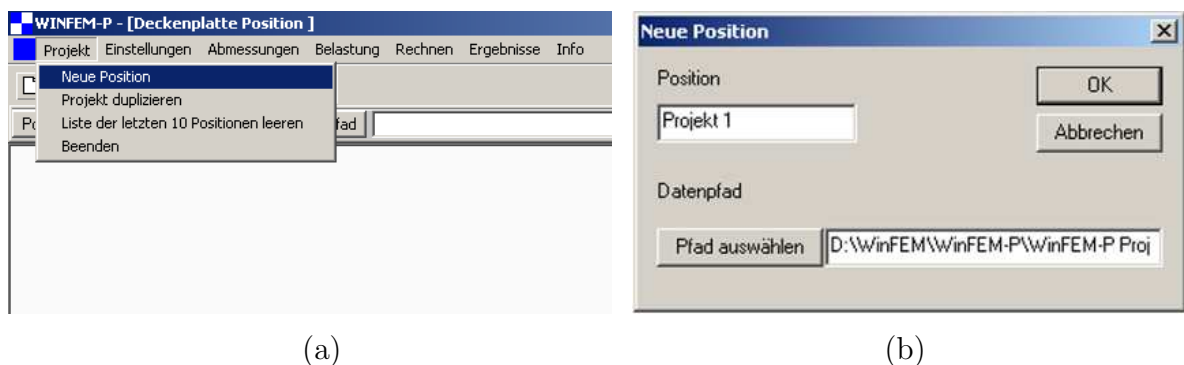 WINFEM-P - [Deckenplatte Position ]
Projekt Einstellungen Abmessungen Belastung Rechnen Ergebnisse Info
Neue Position
Projekt duplizieren
Liste der letzten 10 Positionen leeren
Beenden
Neue Position
Position
OK
Projekt 1
Abbrechen
Datenpfad
Pfad auswählen D:\WinFEM\WinFEM-P\WinFEM-P Proj
(a)
(b)